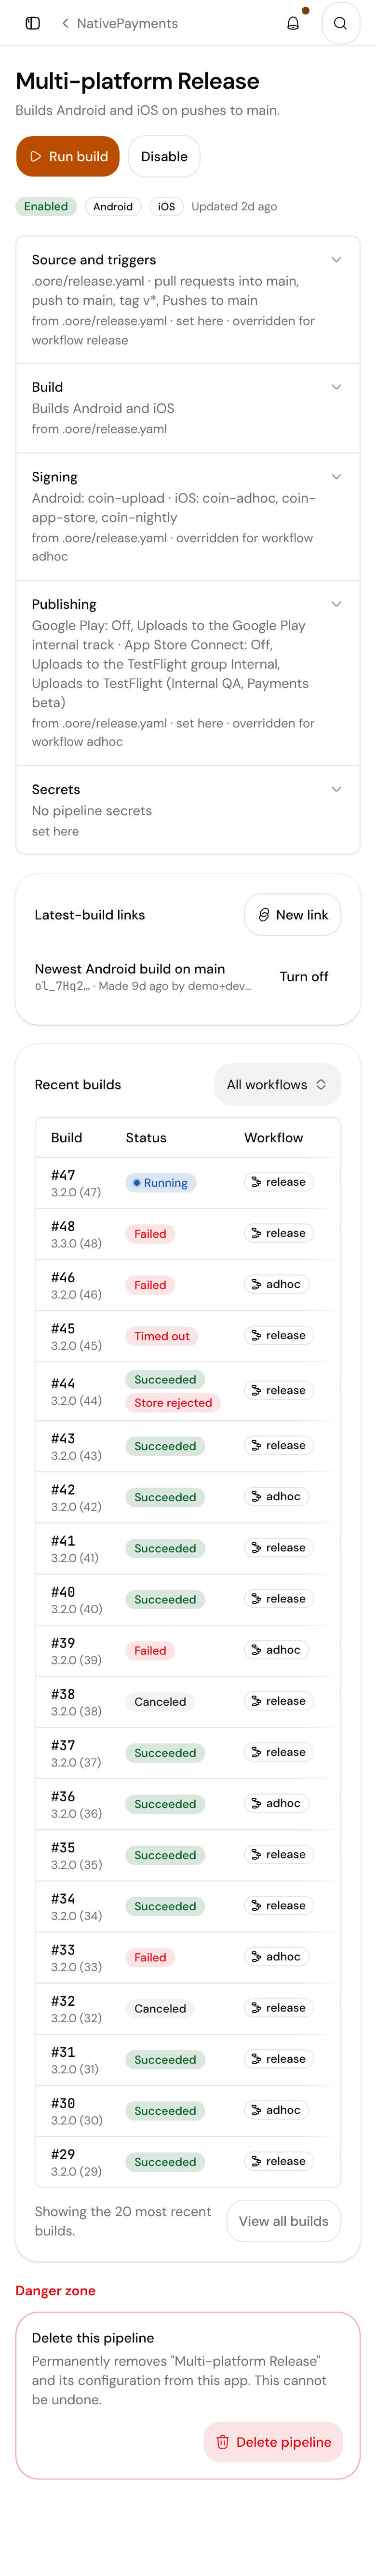 NativePayments
Multi-platform Release
Builds Android and iOS on pushes to main.
Run build
Disable
Enabled
Android
iOS
Updated 2d ago
Source and triggers
.oore/release.yaml · pull requests into main,
push to main, tag v*, Pushes to main
from .oore/release.yaml · set here · overridden for
workflow release
Build
Builds Android and iOS
from .oore/release.yaml
Signing
Android: coin-upload · iOS: coin-adhoc, coin-
app-store, coin-nightly
from .oore/release.yaml · overridden for workflow
adhoc
Publishing
Google Play: Off, Uploads to the Google Play
internal track · App Store Connect: Off,
Uploads to the TestFlight group Internal,
Uploads to TestFlight (Internal QA, Payments
beta)
from .oore/release.yaml · set here · overridden for
workflow adhoc
Secrets
No pipeline secrets
set here
Latest-build links
New link
Newest Android build on main
ol_7Hq2… · Made 9d ago by demo+dev…
Turn off
Recent builds
All workflows
Build Status Workflow
#47 Running release
3.2.0 (47)
#48 Failed release
3.3.0 (48)
#46 Failed adhoc
3.2.0 (46)
#45 Timed out release
3.2.0 (45)
#44 Succeeded release
3.2.0 (44) Store rejected
#43 Succeeded release
3.2.0 (43)
#42 Succeeded adhoc
3.2.0 (42)
#41 Succeeded release
3.2.0 (41)
#40 Succeeded release
3.2.0 (40)
#39 Failed adhoc
3.2.0 (39)
#38 Canceled release
3.2.0 (38)
#37 Succeeded release
3.2.0 (37)
#36 Succeeded adhoc
3.2.0 (36)
#35 Succeeded release
3.2.0 (35)
#34 Succeeded release
3.2.0 (34)
#33 Failed adhoc
3.2.0 (33)
#32 Canceled release
3.2.0 (32)
#31 Succeeded release
3.2.0 (31)
#30 Succeeded adhoc
3.2.0 (30)
#29 Succeeded release
3.2.0 (29)
Showing the 20 most recent
builds.
View all builds
Danger zone
Delete this pipeline
Permanently removes "Multi-platform Release"
and its configuration from this app. This cannot
be undone.
Delete pipeline